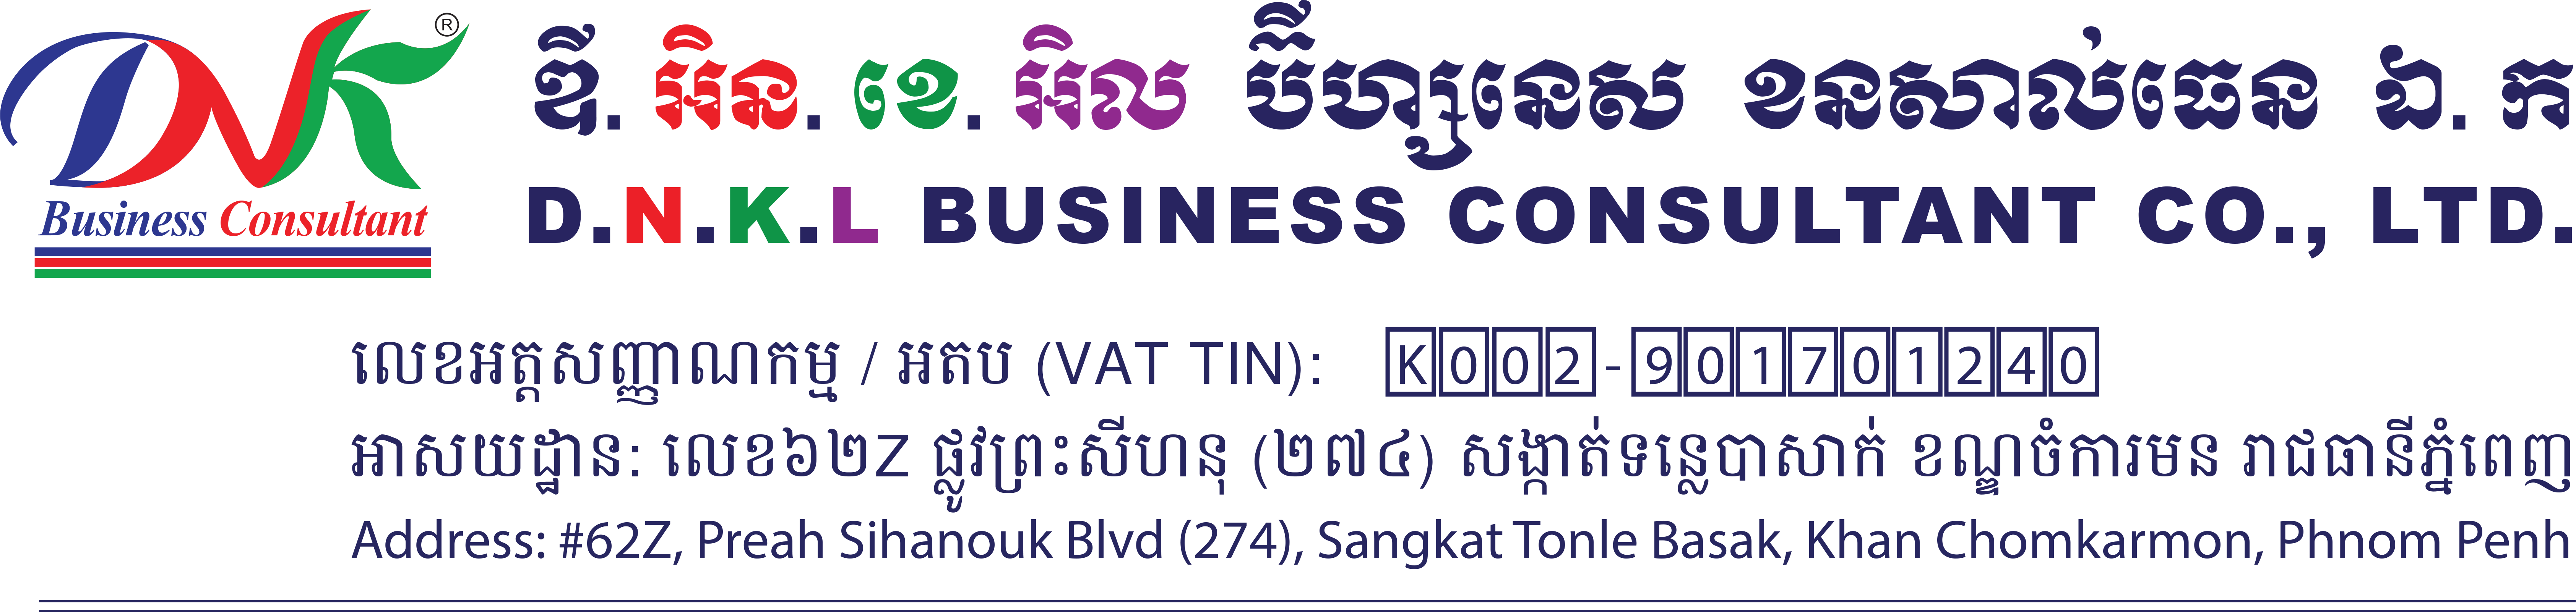 DNK ®
Business Consultant
ឌី. អិន. ខេ. អិល ប៊ីហ្សនេស ខនសាល់ធេន ឯ. ក
D.N.K.L BUSINESS CONSULTANT CO., LTD.
លេខអត្តសញ្ញាណកម្ម / អតប (VAT TIN): K002-901701240
អាសយដ្ឋាន: លេខ៦២Z ផ្លូវព្រះសីហនុ (២៧៤) សង្កាត់ទន្លេបាសាក់ ខណ្ឌចំការមន រាជធានីភ្នំពេញ
Address: #62Z, Preah Sihanouk Blvd (274), Sangkat Tonle Basak, Khan Chomkarmon, Phnom Penh